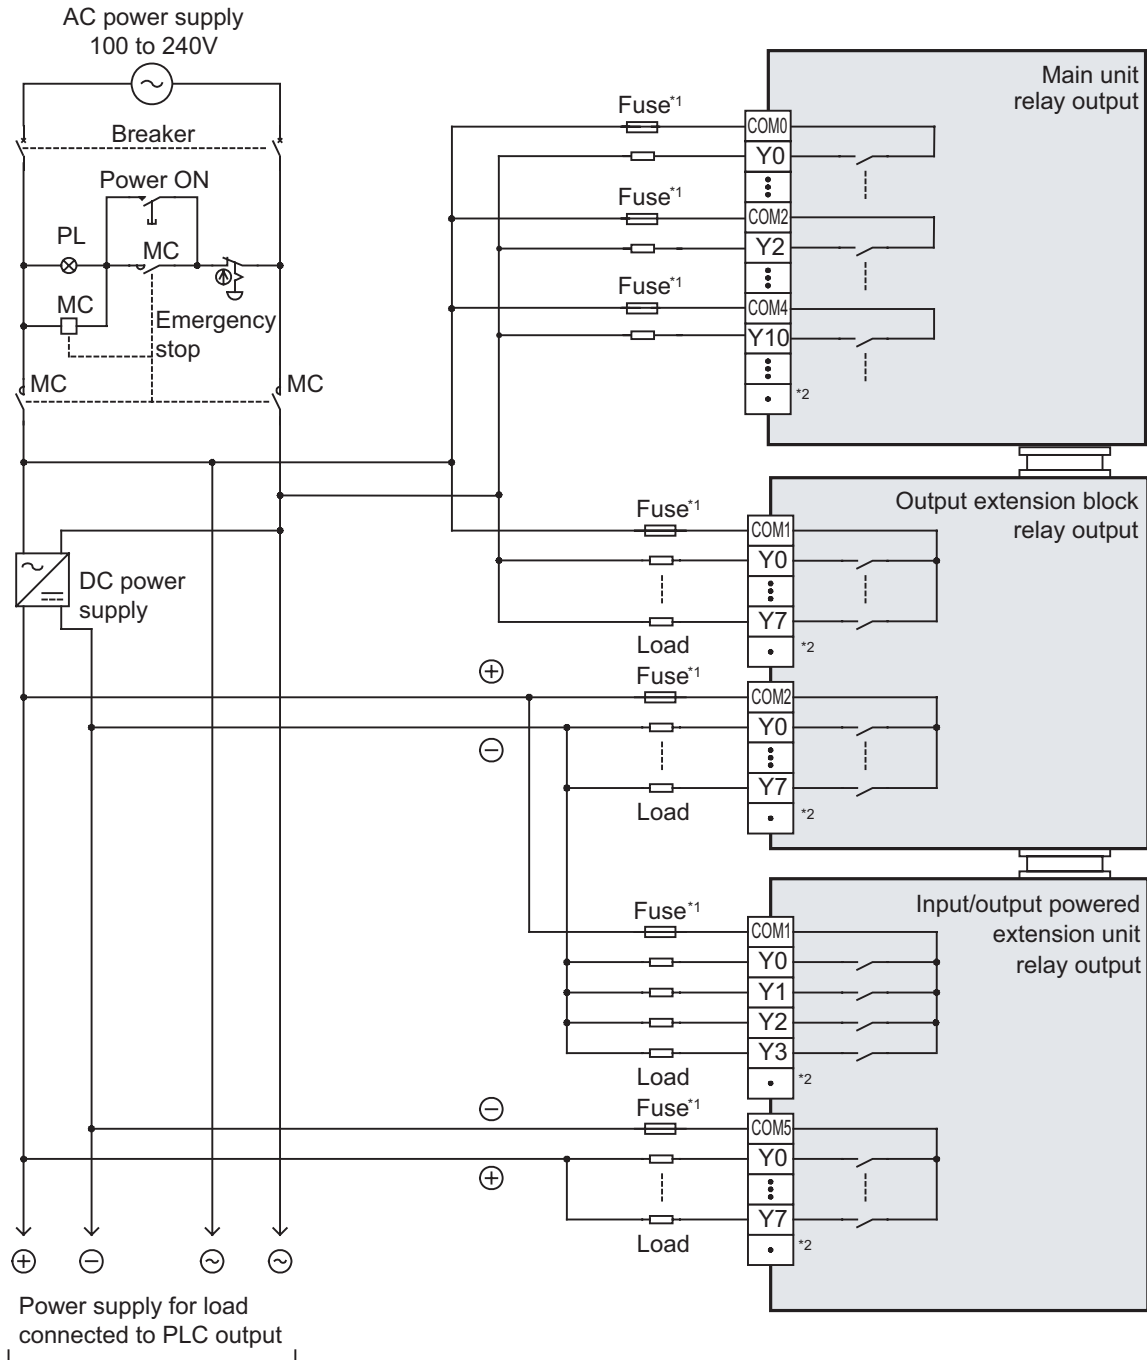 AC power supply
100 to 240V
Breaker
Power ON
PL
MC
MC
Emergency
stop
MC
MC
DC power
supply
Main unit
relay output
Fuse*1
COM0
Y0
Fuse*1
COM2
Y2
Fuse*1
COM4
Y10
*2
Output extension block
relay output
Fuse*1
COM1
Y0
Y7
Load
*2
Fuse*1
COM2
Y0
Y7
Load
*2
Input/output powered
extension unit
relay output
Fuse*1
COM1
Y0
Y1
Y2
Y3
Load
*2
Fuse*1
COM5
Y0
Y7
Load
*2
Power supply for load
connected to PLC output